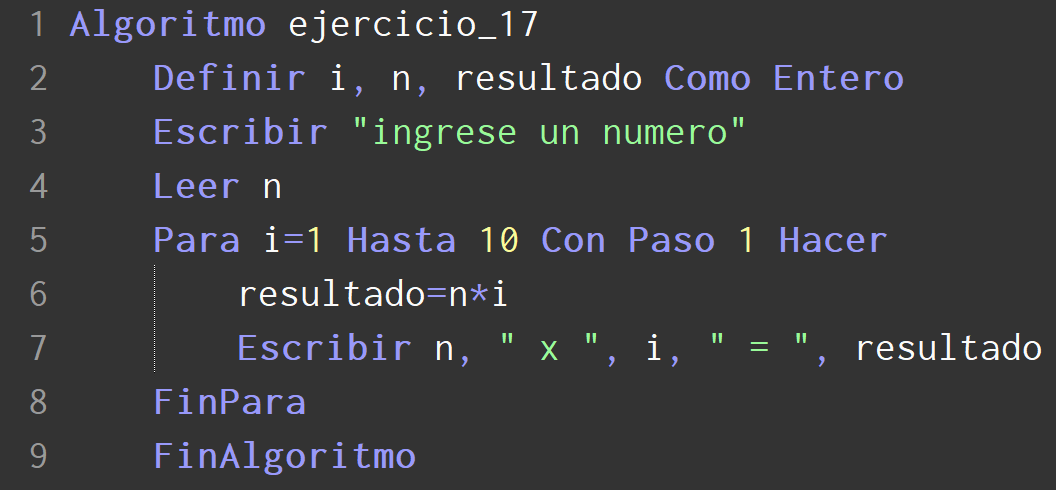 1 Algoritmo ejercicio_17
2 Definir i, n, resultado Como Entero
3 Escribir "ingrese un numero"
4 Leer n
5 Para i=1 Hasta 10 Con Paso 1 Hacer
6 resultado=n*i
7 Escribir n, " x ", i, " = ", resultado
8 FinPara
9 FinAlgoritmo